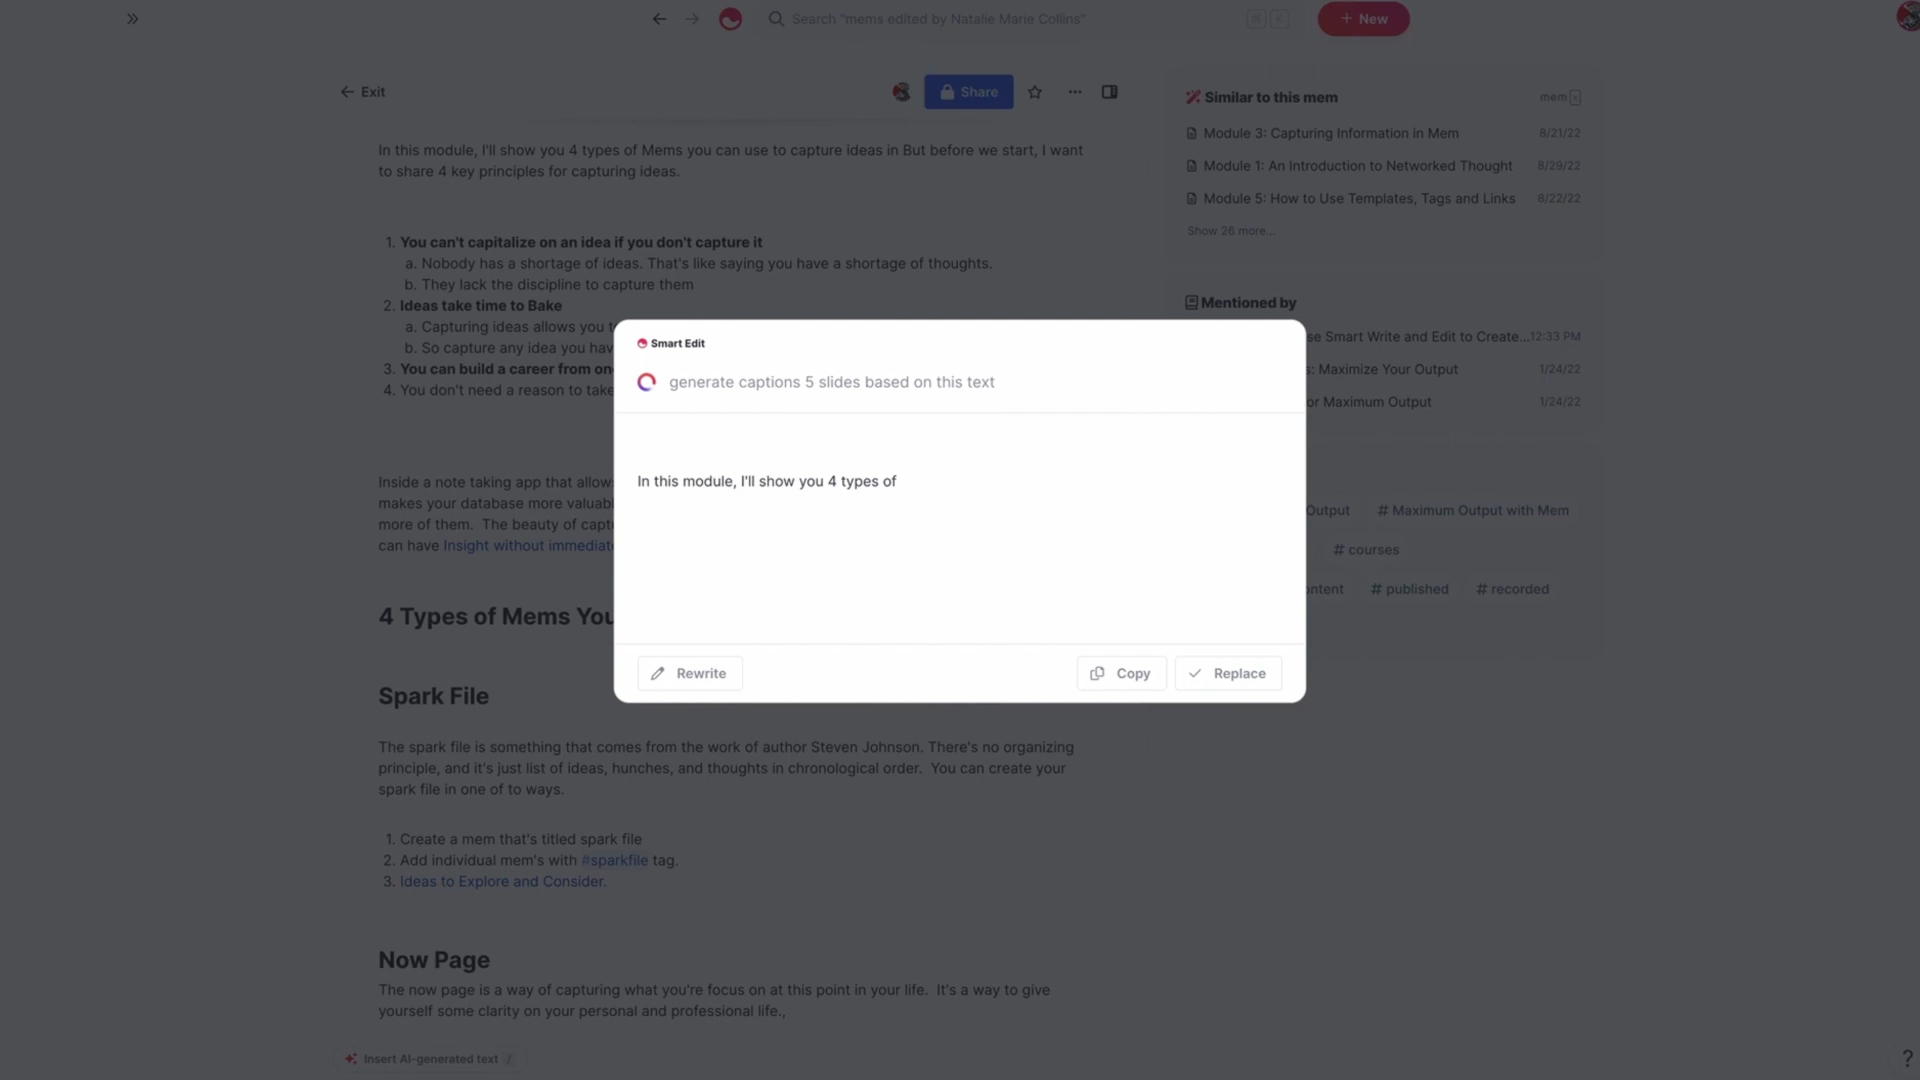 Search "mems edited by Natalie Marie Collins"
K
+ New
Exit
Share
In this module, I'll show you 4 types of Mems you can use to capture ideas in But before we start, I want
to share 4 key principles for capturing ideas.
1. You can't capitalize on an idea if you don't capture it
a. Nobody has a shortage of ideas. That's like saying you have a shortage of thoughts.
b. They lack the discipline to capture them
2. Ideas take time to Bake
a. Capturing ideas allows you t
b. So capture any idea you hav
3. You can build a career from on
4. You don't need a reason to take
Inside a note taking app that allow
makes your database more valuabl
more of them. The beauty of captu
can have Insight without immediat
4 Types of Mems You
Spark File
The spark file is something that comes from the work of author Steven Johnson. There's no organizing
principle, and it's just list of ideas, hunches, and thoughts in chronological order. You can create your
spark file in one of to ways.
1. Create a mem that's titled spark file
2. Add individual mem's with #sparkfile tag.
3. Ideas to Explore and Consider.
Now Page
The now page is a way of capturing what you're focus on at this point in your life. It's a way to give
yourself some clarity on your personal and professional life.,
Insert AI-generated text /
Smart Edit
generate captions 5 slides based on this text
In this module, I'll show you 4 types of
Rewrite
Copy
Replace
Similar to this mem
mem x
Module 3: Capturing Information in Mem 8/21/22
Module 1: An Introduction to Networked Thought 8/29/22
Module 5: How to Use Templates, Tags and Links 8/22/22
Show 26 more...
Mentioned by
se Smart Write and Edit to Create... 12:33 PM
s: Maximize Your Output 1/24/22
or Maximum Output 1/24/22
Output # Maximum Output with Mem
# courses
ontent # published # recorded
?